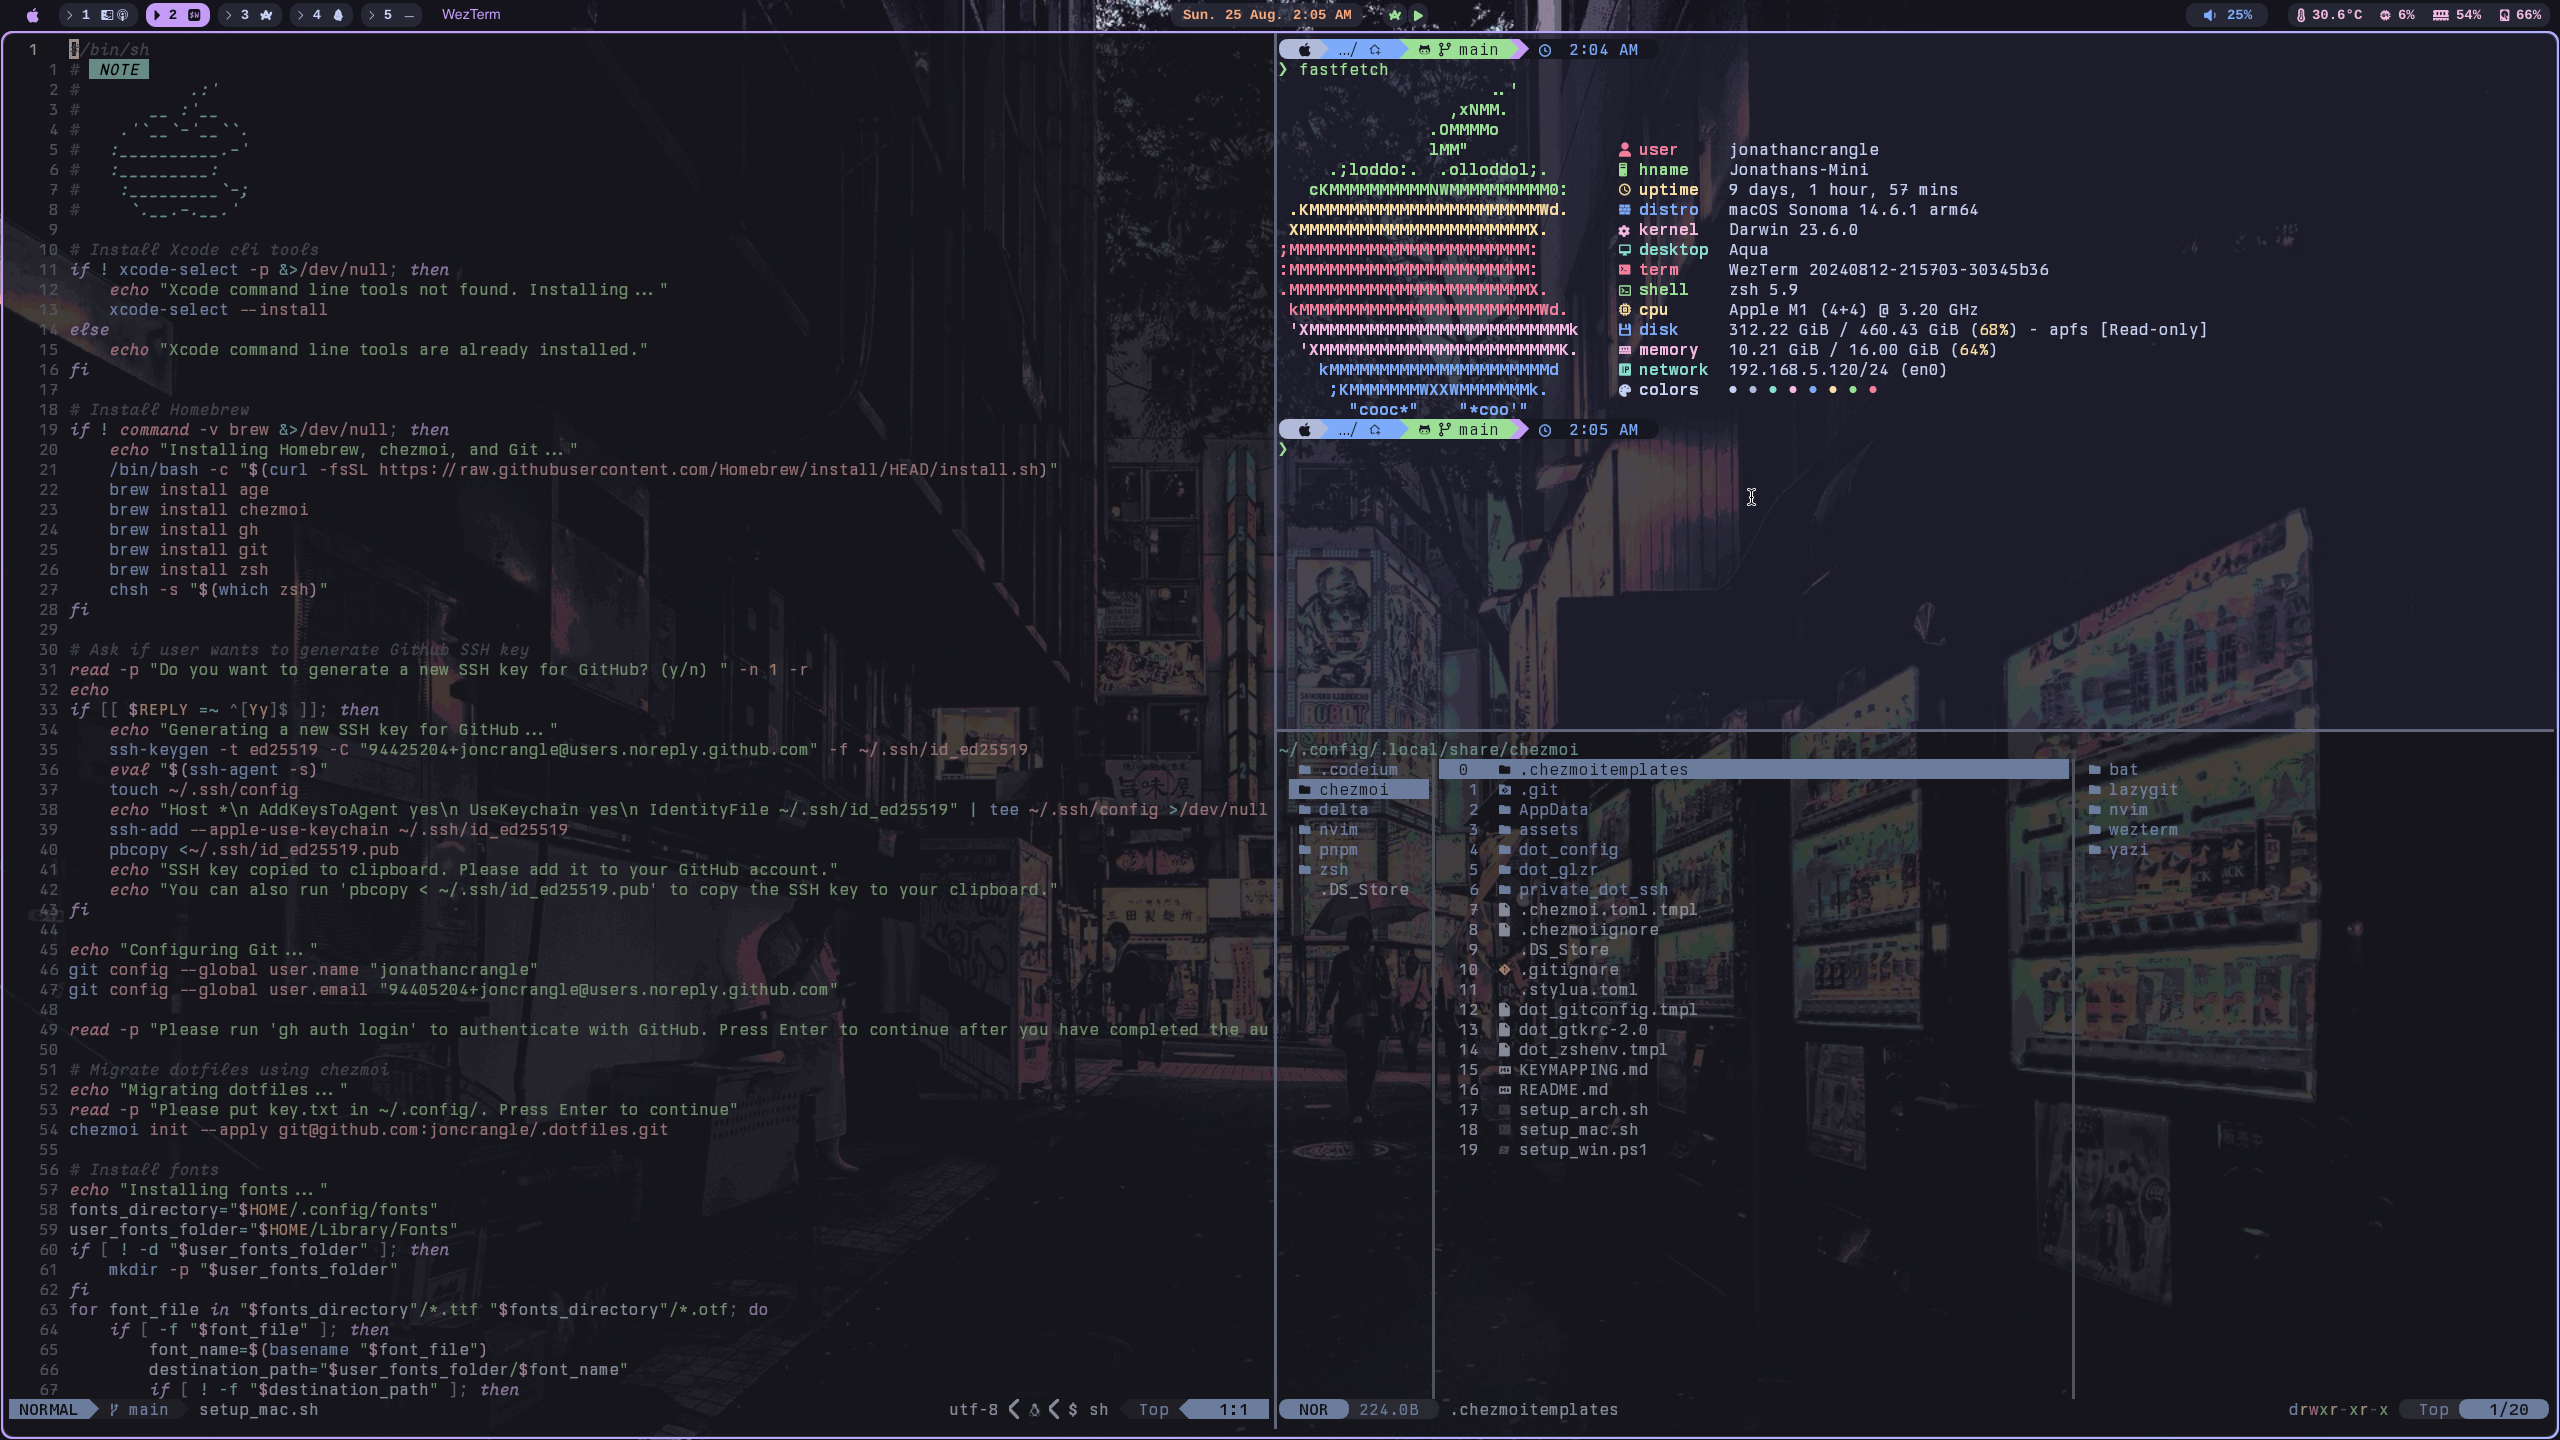 1 2 3 4 5 — WezTerm
Sun. 25 Aug. 2:05 AM
25% 30.6°C 6% 54% 66%
1 #/bin/sh
1 # NOTE
2 # .:'
3 # __ :'__
4 # .'`__`-'__``.
5 # :__________.-'
6 # :_________:
7 # :_________`-;
8 # `.__.-.__.'
9
10 # Install Xcode cli tools
11 if ! xcode-select -p &>/dev/null; then
12 echo "Xcode command line tools not found. Installing..."
13 xcode-select --install
14 else
15 echo "Xcode command line tools are already installed."
16 fi
17
18 # Install Homebrew
19 if ! command -v brew &>/dev/null; then
20 echo "Installing Homebrew, chezmoi, and Git..."
21 /bin/bash -c "$(curl -fsSL https://raw.githubusercontent.com/Homebrew/install/HEAD/install.sh)"
22 brew install age
23 brew install chezmoi
24 brew install gh
25 brew install git
26 brew install zsh
27 chsh -s "$(which zsh)"
28 fi
29
30 # Ask if user wants to generate Github SSH key
31 read -p "Do you want to generate a new SSH key for GitHub? (y/n) " -n 1 -r
32 echo
33 if [[ $REPLY =~ ^[Yy]$ ]]; then
34 echo "Generating a new SSH key for GitHub..."
35 ssh-keygen -t ed25519 -C "94425204+joncrangle@users.noreply.github.com" -f ~/.ssh/id_ed25519
36 eval "$(ssh-agent -s)"
37 touch ~/.ssh/config
38 echo "Host *\n AddKeysToAgent yes\n UseKeychain yes\n IdentityFile ~/.ssh/id_ed25519" | tee ~/.ssh/config >/dev/null
39 ssh-add --apple-use-keychain ~/.ssh/id_ed25519
40 pbcopy <~/.ssh/id_ed25519.pub
41 echo "SSH key copied to clipboard. Please add it to your GitHub account."
42 echo "You can also run 'pbcopy < ~/.ssh/id_ed25519.pub' to copy the SSH key to your clipboard."
43 fi
44
45 echo "Configuring Git..."
46 git config --global user.name "jonathancrangle"
47 git config --global user.email "94405204+joncrangle@users.noreply.github.com"
48
49 read -p "Please run 'gh auth login' to authenticate with GitHub. Press Enter to continue after you have completed the au
50
51 # Migrate dotfiles using chezmoi
52 echo "Migrating dotfiles..."
53 read -p "Please put key.txt in ~/.config/. Press Enter to continue"
54 chezmoi init --apply git@github.com:joncrangle/.dotfiles.git
55
56 # Install fonts
57 echo "Installing fonts..."
58 fonts_directory="$HOME/.config/fonts"
59 user_fonts_folder="$HOME/Library/Fonts"
60 if [ ! -d "$user_fonts_folder" ]; then
61 mkdir -p "$user_fonts_folder"
62 fi
63 for font_file in "$fonts_directory"/*.ttf "$fonts_directory"/*.otf; do
64 if [ -f "$font_file" ]; then
65 font_name=$(basename "$font_file")
66 destination_path="$user_fonts_folder/$font_name"
67 if [ ! -f "$destination_path" ]; then
NORMAL main setup_mac.sh utf-8 $ sh Top 1:1
…/ main 2:04 AM
❯ fastfetch
..'
,xNMM.
.OMMMMo
lMM"
.;loddo:. .olloddol;.
cKMMMMMMMMMMNWMMMMMMMMMM0:
.KMMMMMMMMMMMMMMMMMMMMMMMWd.
XMMMMMMMMMMMMMMMMMMMMMMMX.
;MMMMMMMMMMMMMMMMMMMMMMMM:
:MMMMMMMMMMMMMMMMMMMMMMMM:
.MMMMMMMMMMMMMMMMMMMMMMMMX.
kMMMMMMMMMMMMMMMMMMMMMMMMWd.
'XMMMMMMMMMMMMMMMMMMMMMMMMMMk
'XMMMMMMMMMMMMMMMMMMMMMMMMK.
kMMMMMMMMMMMMMMMMMMMMMMd
;KMMMMMMMWXXWMMMMMMMk.
"cooc*" "*coo'"
user jonathancrangle
hname Jonathans-Mini
uptime 9 days, 1 hour, 57 mins
distro macOS Sonoma 14.6.1 arm64
kernel Darwin 23.6.0
desktop Aqua
term WezTerm 20240812-215703-30345b36
shell zsh 5.9
cpu Apple M1 (4+4) @ 3.20 GHz
disk 312.22 GiB / 460.43 GiB (68%) - apfs [Read-only]
memory 10.21 GiB / 16.00 GiB (64%)
network 192.168.5.120/24 (en0)
colors
…/ main 2:05 AM
❯
~/.config/.local/share/chezmoi
.codeium
chezmoi
delta
nvim
pnpm
zsh
.DS_Store
0 .chezmoitemplates
1 .git
2 AppData
3 assets
4 dot_config
5 dot_glzr
6 private_dot_ssh
7 .chezmoi.toml.tmpl
8 .chezmoiignore
9 .DS_Store
10 .gitignore
11 .stylua.toml
12 dot_gitconfig.tmpl
13 dot_gtkrc-2.0
14 dot_zshenv.tmpl
15 KEYMAPPING.md
16 README.md
17 setup_arch.sh
18 setup_mac.sh
19 setup_win.ps1
bat
lazygit
nvim
wezterm
yazi
NOR 224.0B .chezmoitemplates drwxr-xr-x Top 1/20
ROBOT
旨味屋
三田製麺所